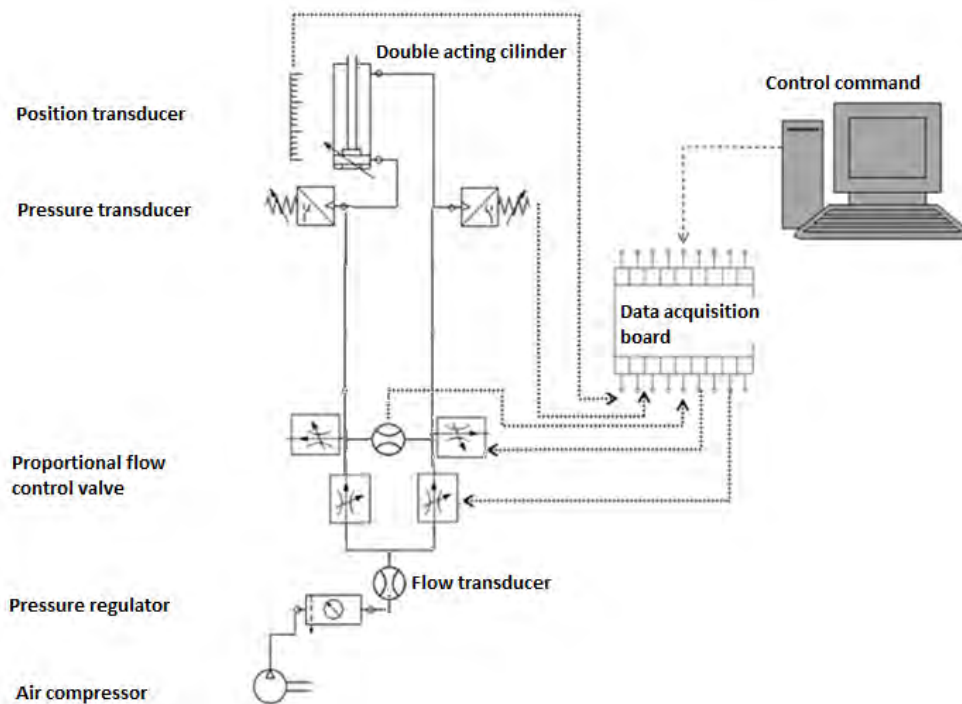 Double acting cilinder
Control command
Position transducer
Pressure transducer
Data acquisition
board
Proportional flow
control valve
Flow transducer
Pressure regulator
Air compressor